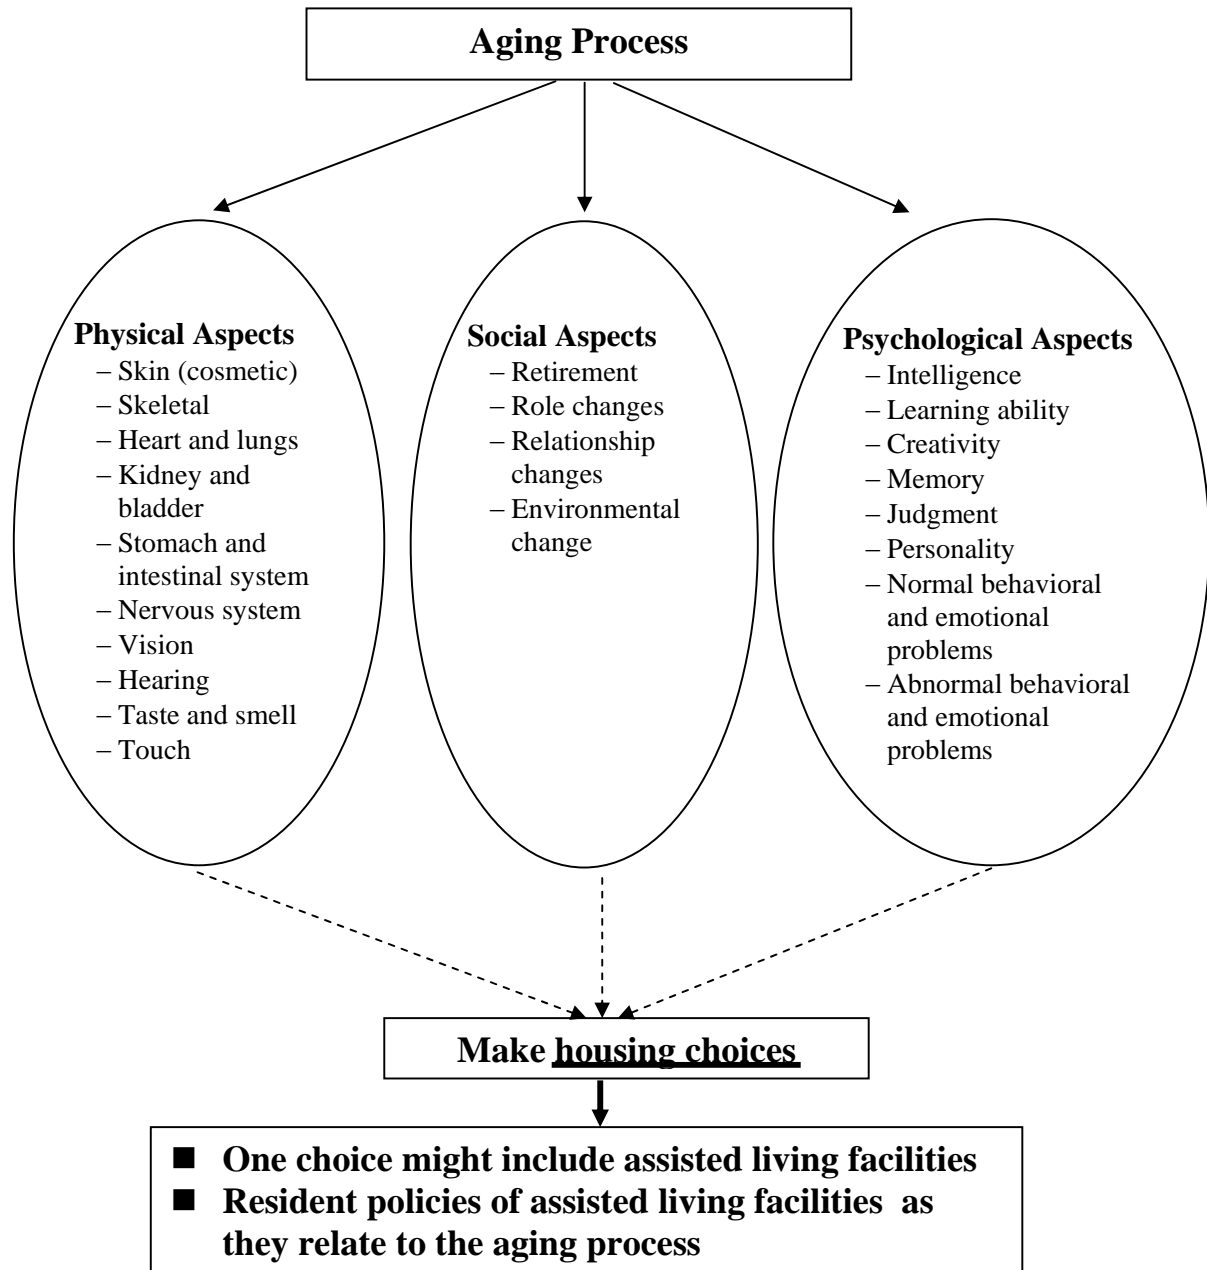 Aging Process
Physical Aspects
– Skin (cosmetic)
– Skeletal
– Heart and lungs
– Kidney and
bladder
– Stomach and
intestinal system
– Nervous system
– Vision
– Hearing
– Taste and smell
– Touch
Social Aspects
– Retirement
– Role changes
– Relationship
changes
– Environmental
change
Psychological Aspects
– Intelligence
– Learning ability
– Creativity
– Memory
– Judgment
– Personality
– Normal behavioral
and emotional
problems
– Abnormal behavioral
and emotional
problems
Make housing choices
■ One choice might include assisted living facilities
■ Resident policies of assisted living facilities as
they relate to the aging process